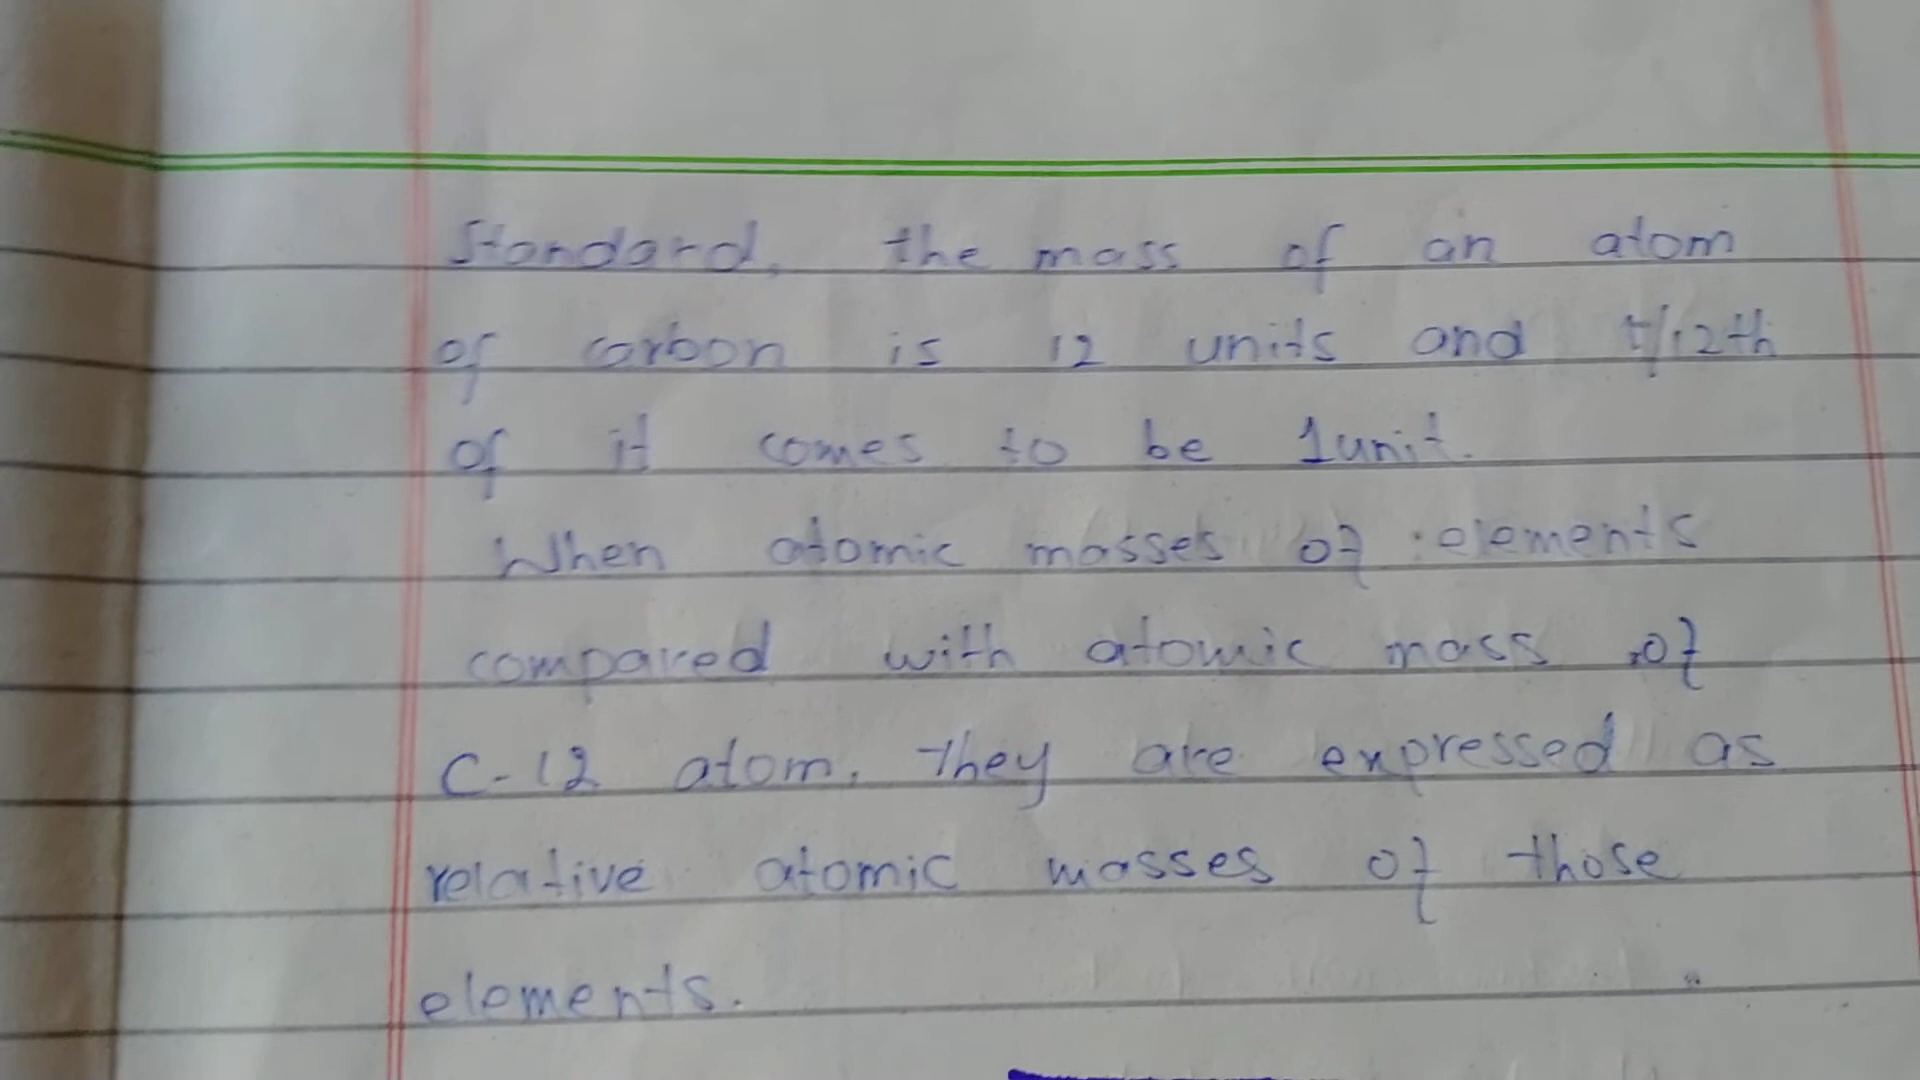 Standard, the mass of an atom
of carbon is 12 units and 1/12th
of it comes to be 1unit.
When atomic masses of elements
compared with atomic mass of
C-12 atom, they are expressed as
relative atomic masses of those
elements.